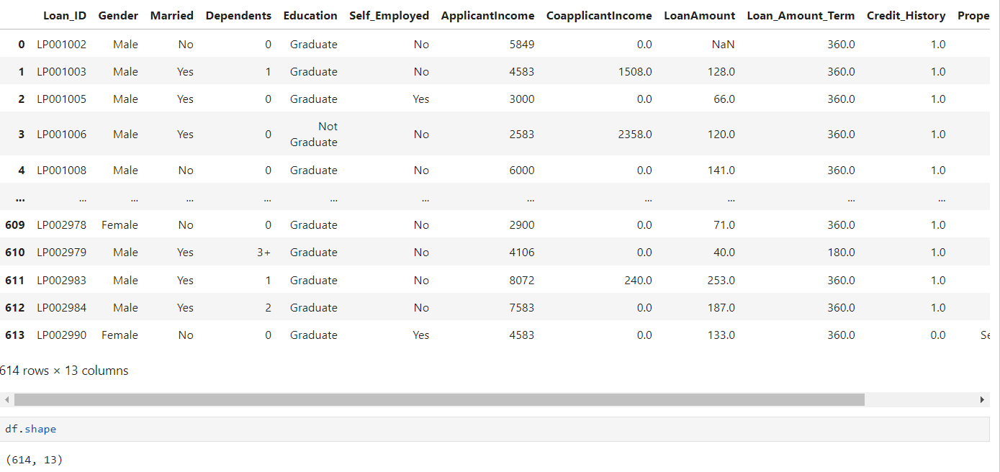 Loan_ID Gender Married Dependents Education Self_Employed ApplicantIncome CoapplicantIncome LoanAmount Loan_Amount_Term Credit_History Prope
0 LP001002 Male No 0 Graduate No 5849 0.0 NaN 360.0 1.0
1 LP001003 Male Yes 1 Graduate No 4583 1508.0 128.0 360.0 1.0
2 LP001005 Male Yes 0 Graduate Yes 3000 0.0 66.0 360.0 1.0
3 LP001006 Male Yes 0 Not Graduate No 2583 2358.0 120.0 360.0 1.0
4 LP001008 Male No 0 Graduate No 6000 0.0 141.0 360.0 1.0
... ... ... ... ... ... ... ... ... ... ... ...
609 LP002978 Female No 0 Graduate No 2900 0.0 71.0 360.0 1.0
610 LP002979 Male Yes 3+ Graduate No 4106 0.0 40.0 180.0 1.0
611 LP002983 Male Yes 1 Graduate No 8072 240.0 253.0 360.0 1.0
612 LP002984 Male Yes 2 Graduate No 7583 0.0 187.0 360.0 1.0
613 LP002990 Female No 0 Graduate Yes 4583 0.0 133.0 360.0 0.0 Se
614 rows × 13 columns
df.shape
(614, 13)